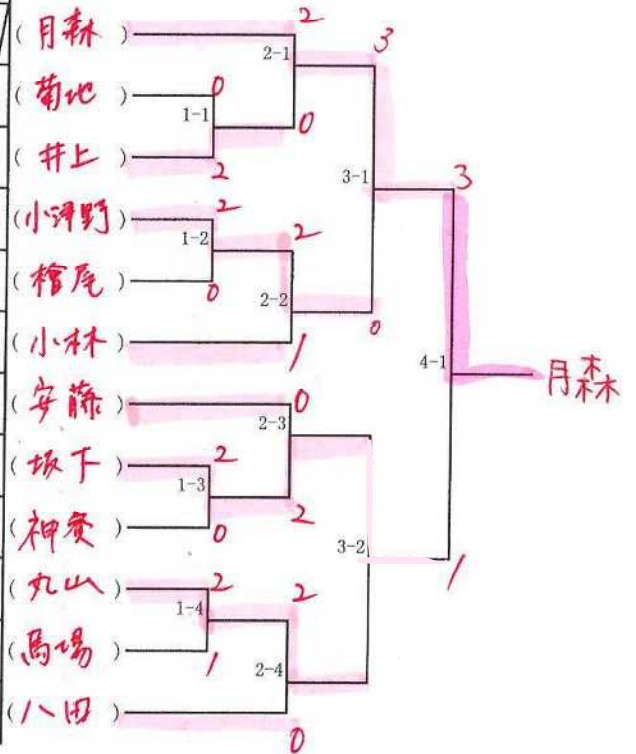 (月森) 2
2-1 3
(菊地) 0
1-1 0
(井上) 2
3-1 3
(小澤野) 2
1-2 2
(檜尾) 0
2-2 0
(小林) 1
4-1 月森
(安藤) 0
2-3
(坂下) 2
1-3
(神賀) 0 2
3-2 1
(丸山) 2 2
1-4
(馬場) 1
2-4
(八田) 0